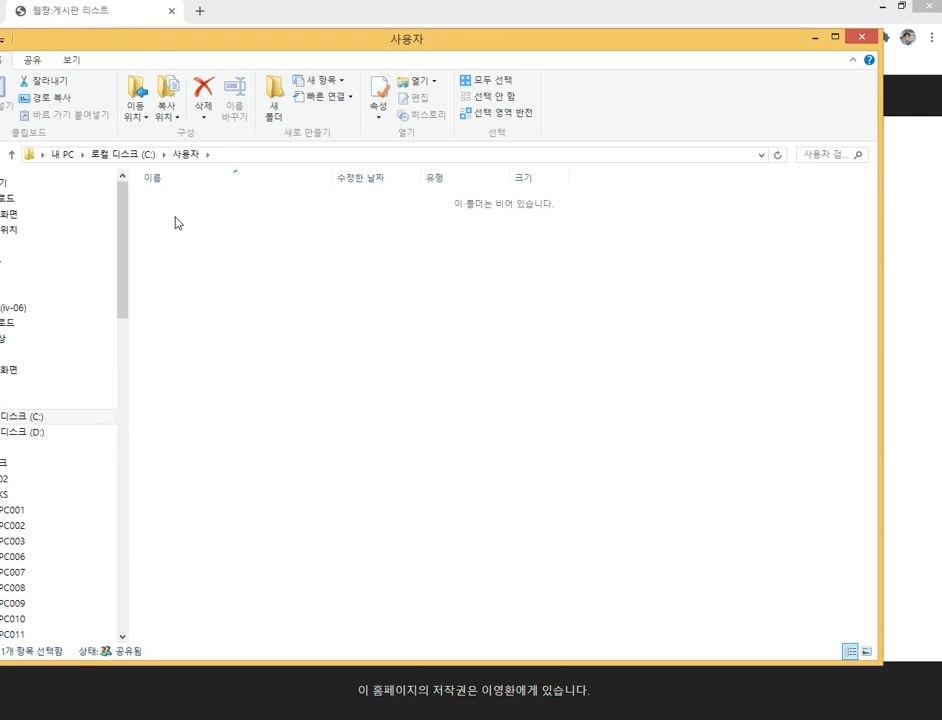 웹짱:게시판 리스트
사용자
공유 보기
잘라내기
경로 복사
바로 가기 붙여넣기
클립보드
이동 위치
복사 위치
삭제
이름 바꾸기
구성
새 폴더
새 항목
빠른 연결
새로 만들기
속성
열기
편집
히스토리
열기
모두 선택
선택 안 함
선택 영역 반전
선택
내 PC 로컬 디스크 (C:) 사용자
사용자 검...
이름 수정한 날짜 유형 크기
이 폴더는 비어 있습니다.
기
로드
화면
위치
(iv-06)
로드
상
화면
디스크 (C:)
디스크 (D:)
크
02
KS
PC001
PC002
PC003
PC006
PC007
PC008
PC009
PC010
PC011
1개 항목 선택함 상태: 공유됨
이 홈페이지의 저작권은 이영환에게 있습니다.